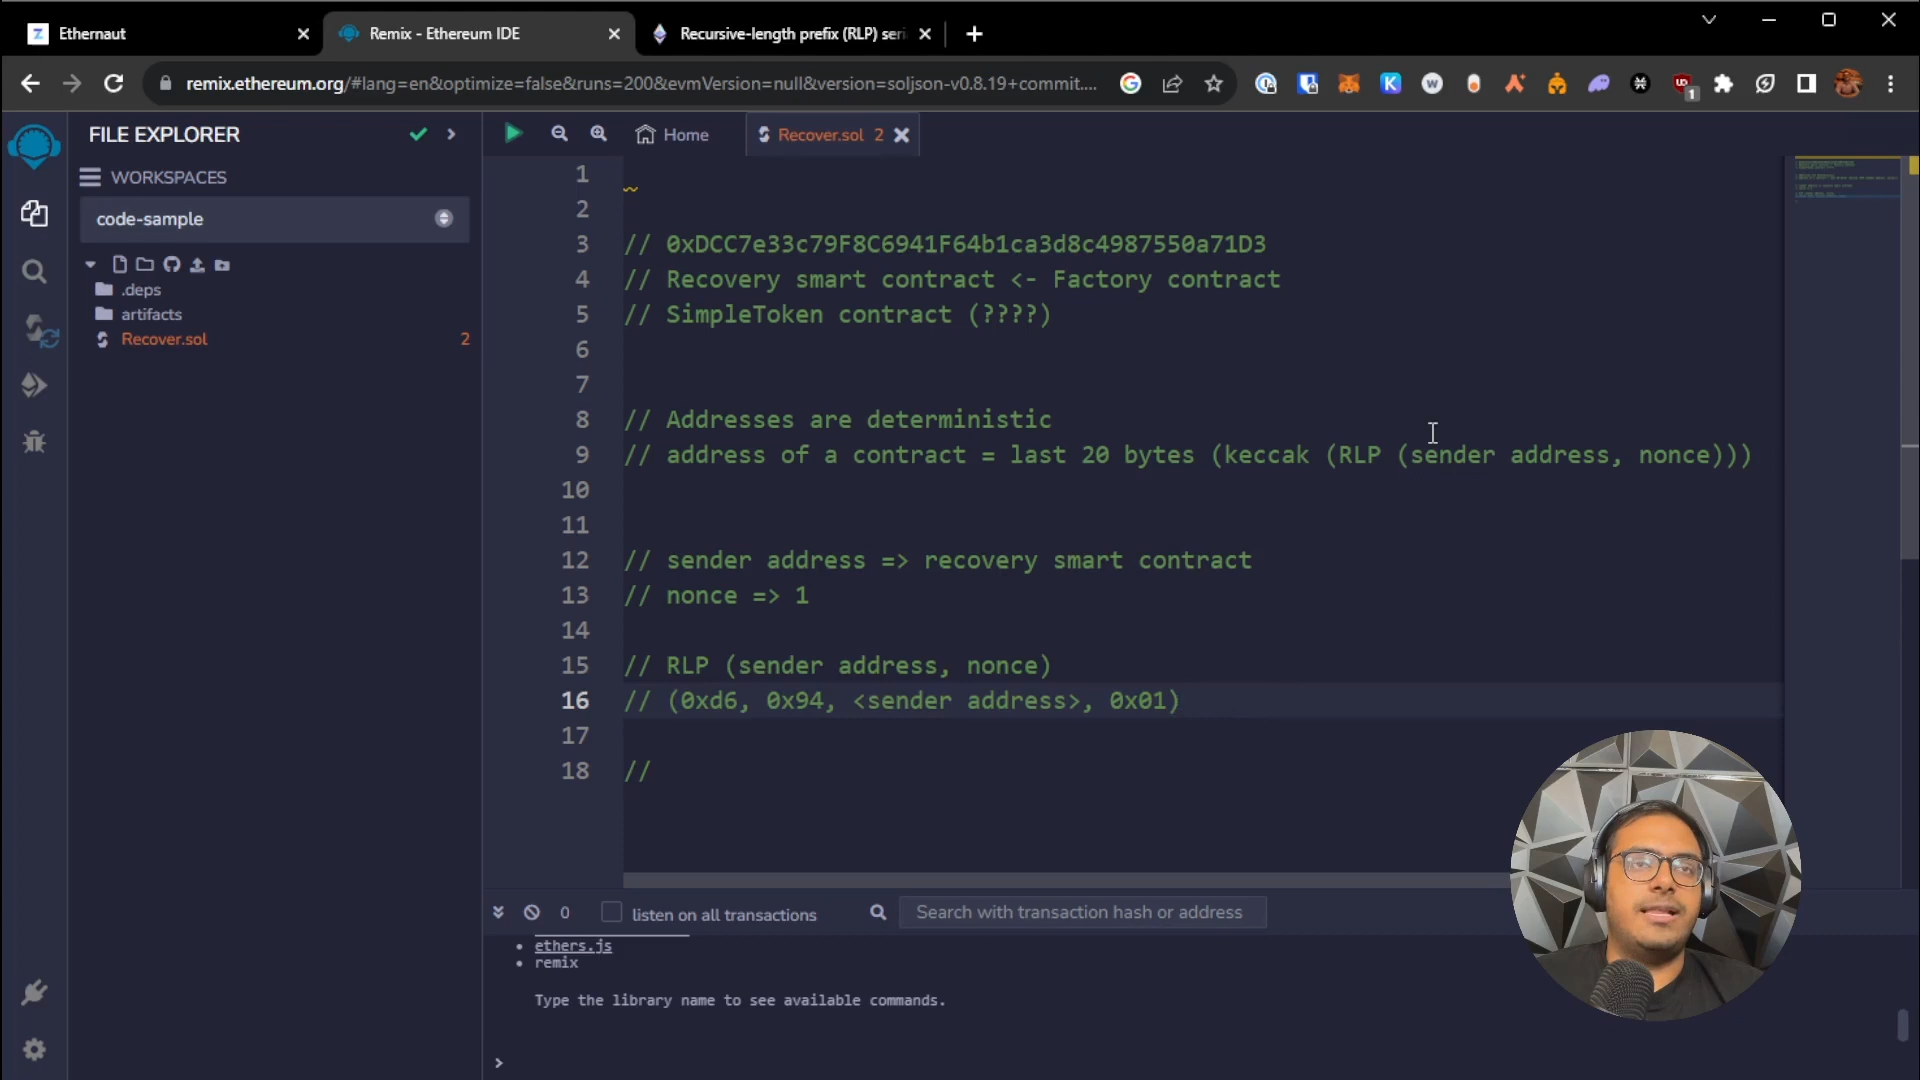 Ethernaut
Remix - Ethereum IDE
Recursive-length prefix (RLP) seri
remix.ethereum.org/#lang=en&optimize=false&runs=200&evmVersion=null&version=soljson-v0.8.19+commit....
1
FILE EXPLORER
WORKSPACES
code-sample
.deps
artifacts
Recover.sol
2
Home
Recover.sol 2
1
2
3 // 0xDCC7e33c79F8C6941F64b1ca3d8c4987550a71D3
4 // Recovery smart contract <- Factory contract
5 // SimpleToken contract (????)
6
7
8 // Addresses are deterministic
9 // address of a contract = last 20 bytes (keccak (RLP (sender address, nonce)))
10
11
12 // sender address => recovery smart contract
13 // nonce => 1
14
15 // RLP (sender address, nonce)
16 // (0xd6, 0x94, <sender address>, 0x01)
17
18 //
0
listen on all transactions
Search with transaction hash or address
• ethers.js
• remix
Type the library name to see available commands.
>